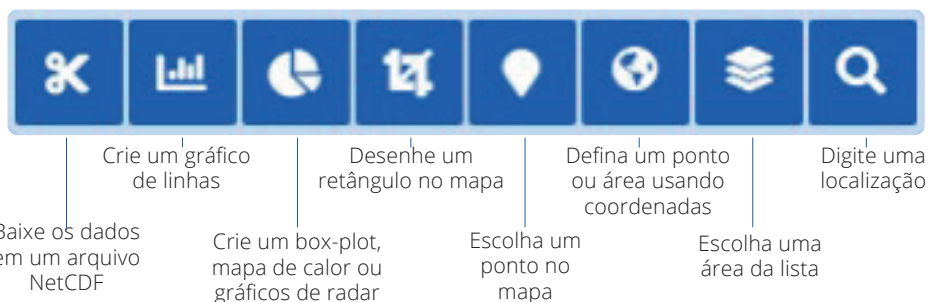 Crie um gráfico
de linhas
Desenhe um
retângulo no mapa
Defina um ponto
ou área usando
coordenadas
Digite uma
localização
Baixe os dados
em um arquivo
NetCDF
Crie um box-plot,
mapa de calor ou
gráficos de radar
Escolha um
ponto no
mapa
Escolha uma
área da lista